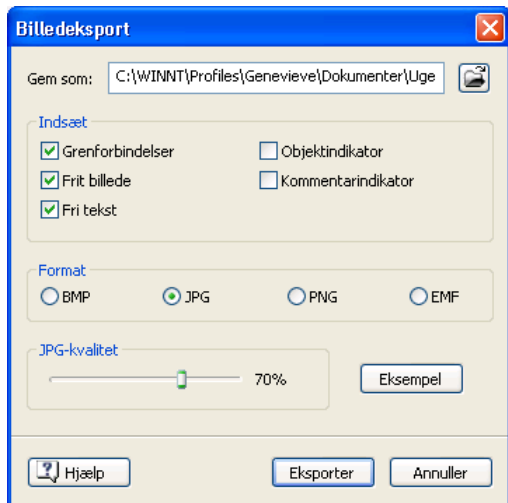 Billedeksport
Gem som: C:\WINNT\Profiles\Genevieve\Dokumenter\Uge
Indsæt
Grenforbindelser Objektindikator
Frit billede Kommentarindikator
Fri tekst
Format
BMP JPG PNG EMF
JPG-kvalitet
70% Eksempel
Hjælp Eksporter Annuller